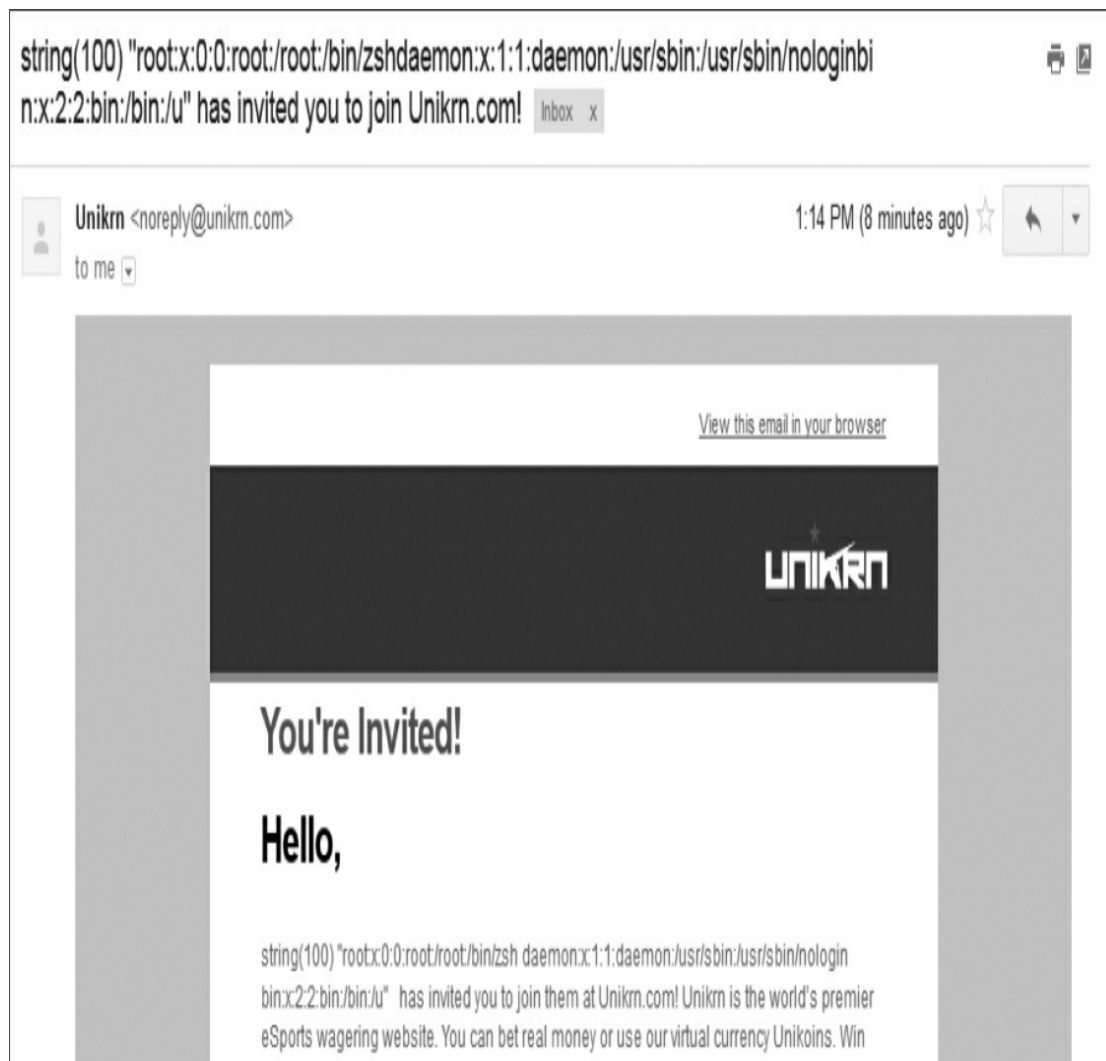 string(100) "root:x:0:0:root:/root:/bin/zshdaemon:x:1:1:daemon:/usr/sbin:/usr/sbin/nologinbi
n:x:2:2:bin:/bin:/u" has invited you to join Unikrn.com! Inbox x
Unikrn <noreply@unikrn.com> 1:14 PM (8 minutes ago)
to me
View this email in your browser
UNIKRN
You're Invited!
Hello,
string(100) "root:x:0:0:root:/root:/bin/zsh daemon:x:1:1:daemon:/usr/sbin:/usr/sbin/nologin
bin:x:2:2:bin:/bin:/u" has invited you to join them at Unikrn.com! Unikrn is the world's premier
eSports wagering website. You can bet real money or use our virtual currency Unikoins. Win